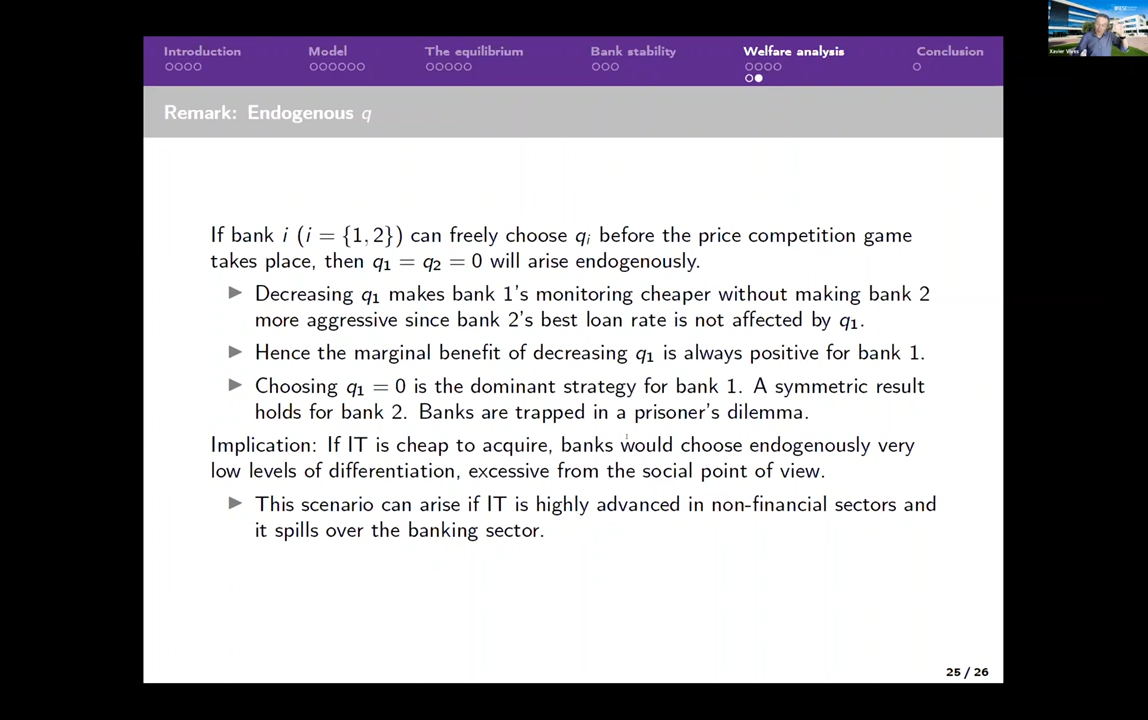 Introduction Model The equilibrium Bank stability Welfare analysis Conclusion
Remark: Endogenous q
If bank i (i = {1, 2}) can freely choose qᵢ before the price competition game
takes place, then q₁ = q₂ = 0 will arise endogenously.
Decreasing q₁ makes bank 1's monitoring cheaper without making bank 2
more aggressive since bank 2's best loan rate is not affected by q₁.
Hence the marginal benefit of decreasing q₁ is always positive for bank 1.
Choosing q₁ = 0 is the dominant strategy for bank 1. A symmetric result
holds for bank 2. Banks are trapped in a prisoner's dilemma.
Implication: If IT is cheap to acquire, banks would choose endogenously very
low levels of differentiation, excessive from the social point of view.
This scenario can arise if IT is highly advanced in non-financial sectors and
it spills over the banking sector.
25 / 26
Xavier Vives